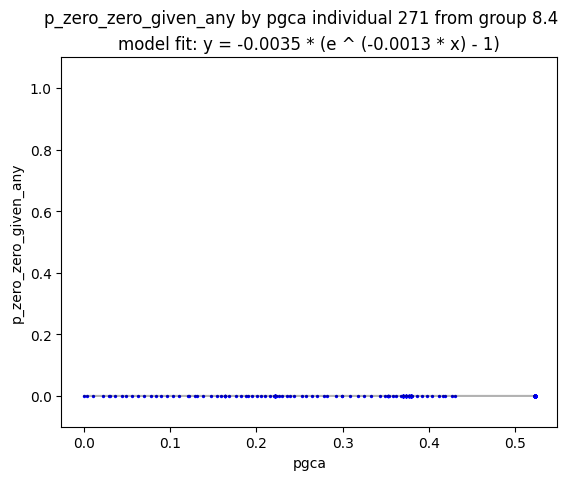 p_zero_zero_given_any by pgca individual 271 from group 8.4
model fit: y = -0.0035 * (e ^ (-0.0013 * x) - 1)
1.0
0.8
0.6
0.4
0.2
0.0
p_zero_zero_given_any
0.0 0.1 0.2 0.3 0.4 0.5
pgca